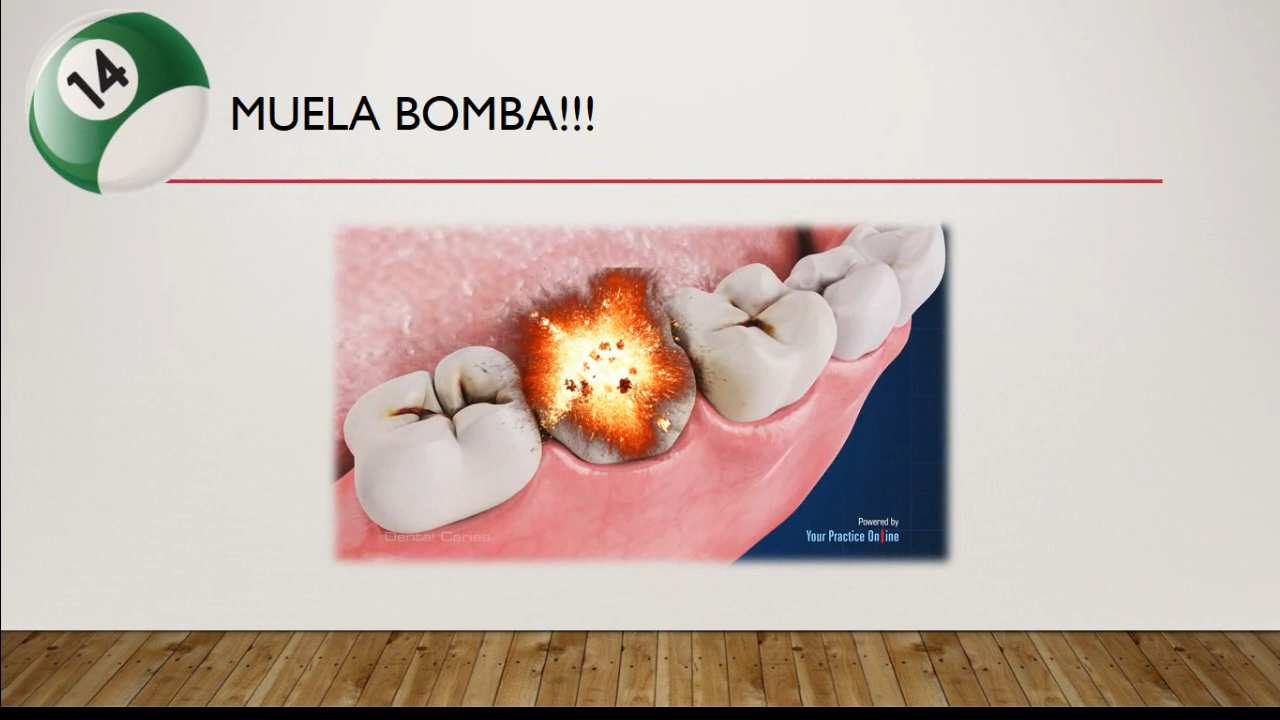 14
MUELA BOMBA!!!
Dental Caries
Powered by
Your Practice Online